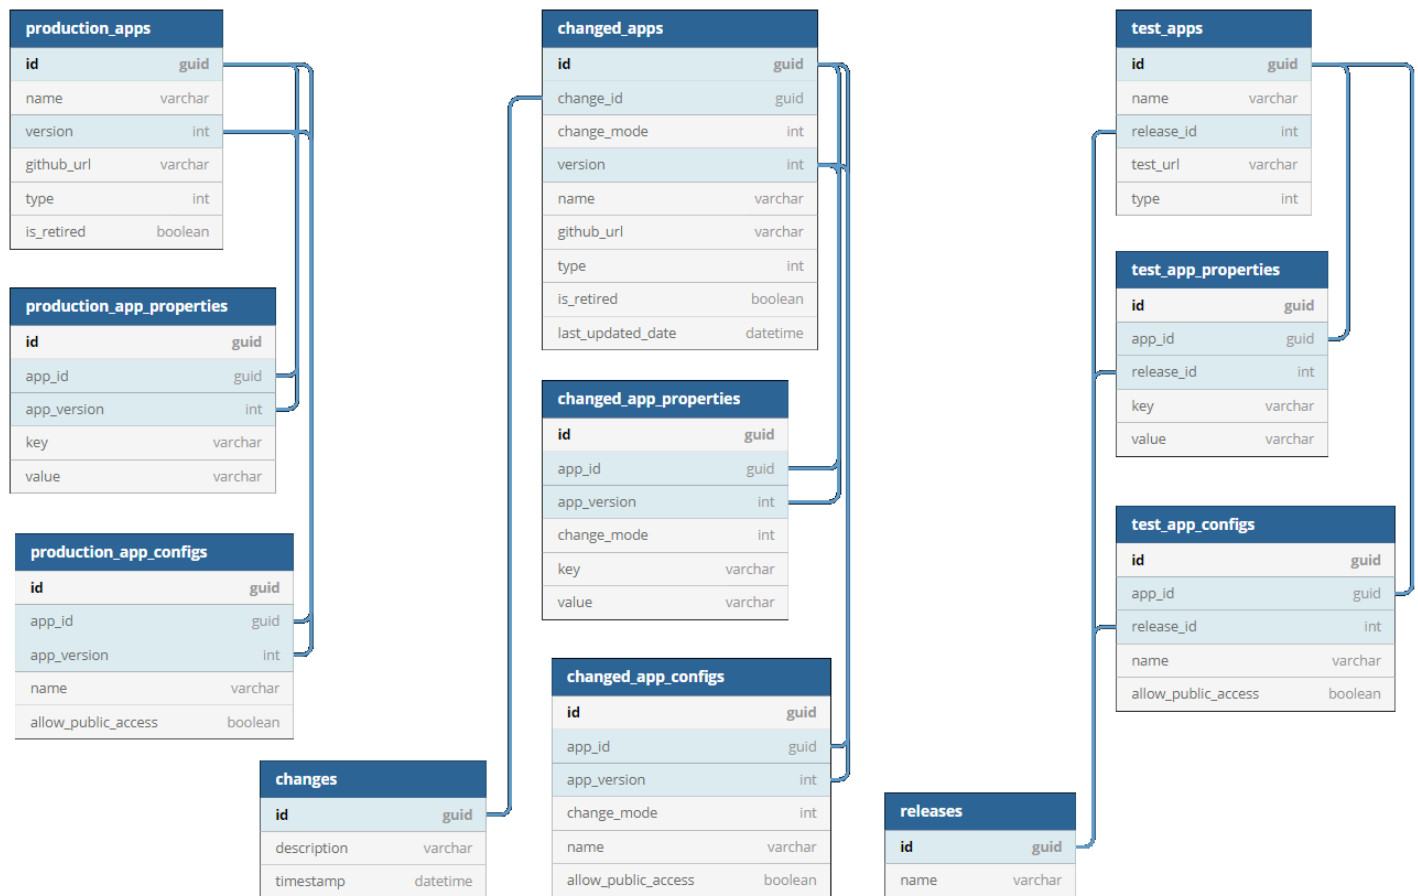 production_apps
id guid
name varchar
version int
github_url varchar
type int
is_retired boolean
production_app_properties
id guid
app_id guid
app_version int
key varchar
value varchar
production_app_configs
id guid
app_id guid
app_version int
name varchar
allow_public_access boolean
changes
id guid
description varchar
timestamp datetime
changed_apps
id guid
change_id guid
change_mode int
version int
name varchar
github_url varchar
type int
is_retired boolean
last_updated_date datetime
changed_app_properties
id guid
app_id guid
app_version int
change_mode int
key varchar
value varchar
changed_app_configs
id guid
app_id guid
app_version int
change_mode int
name varchar
allow_public_access boolean
test_apps
id guid
name varchar
release_id int
test_url varchar
type int
test_app_properties
id guid
app_id guid
release_id int
key varchar
value varchar
test_app_configs
id guid
app_id guid
release_id int
name varchar
allow_public_access boolean
releases
id guid
name varchar